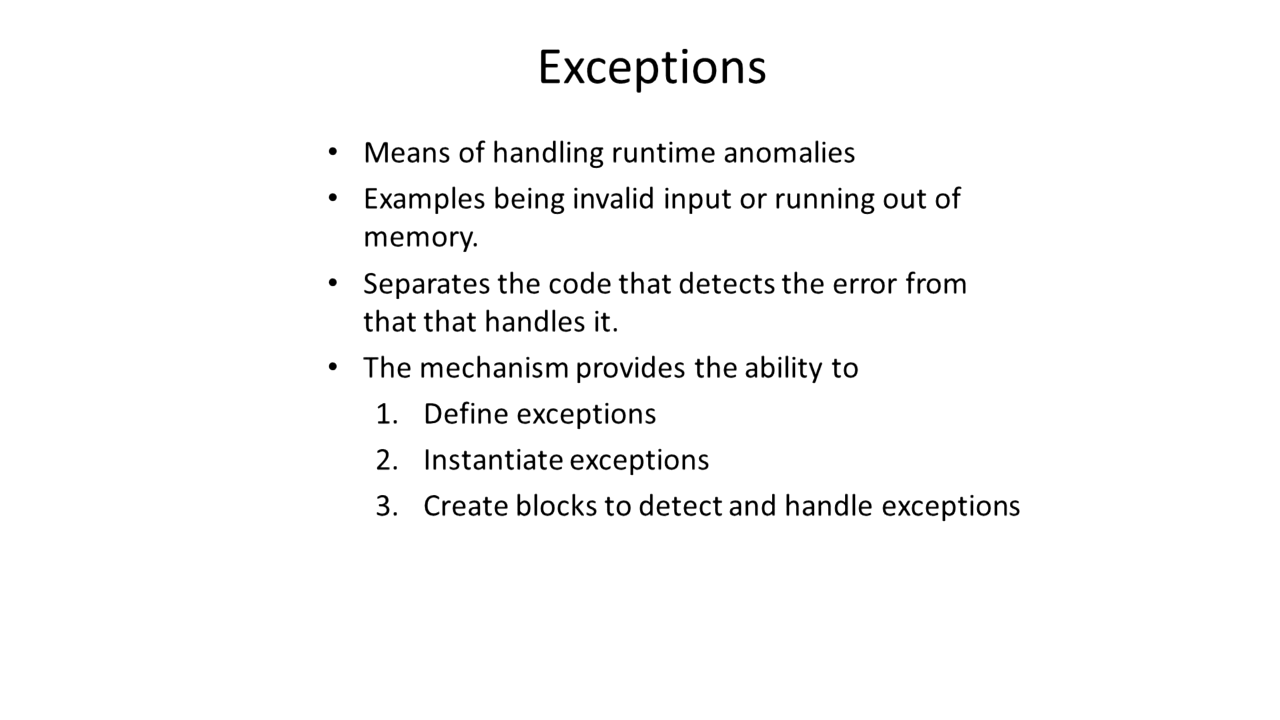 Exceptions
• Means of handling runtime anomalies
• Examples being invalid input or running out of
memory.
• Separates the code that detects the error from
that that handles it.
• The mechanism provides the ability to
1. Define exceptions
2. Instantiate exceptions
3. Create blocks to detect and handle exceptions